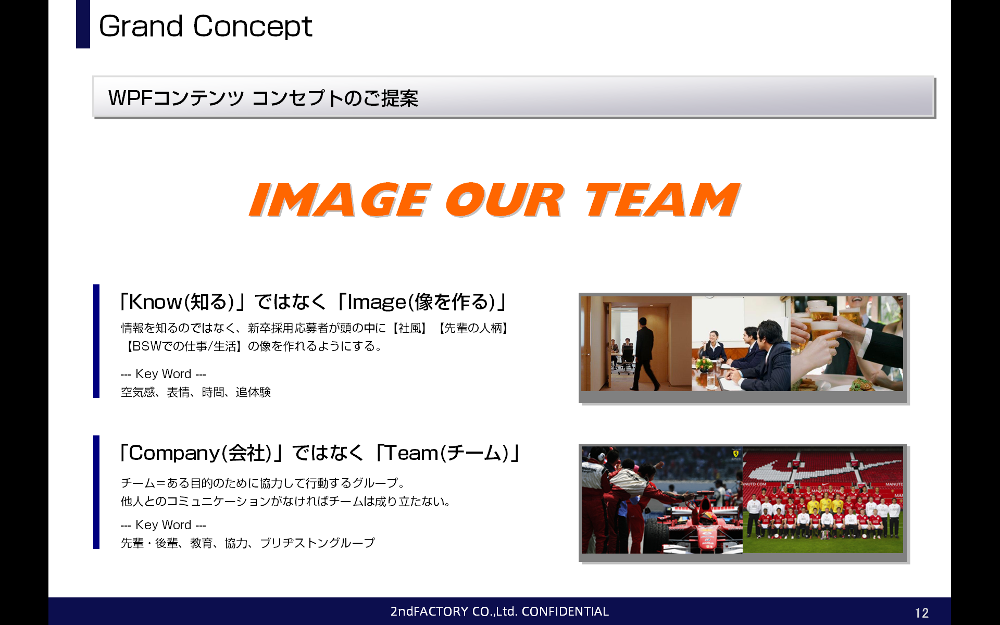 Grand Concept
WPFコンテンツ コンセプトのご提案
IMAGE OUR TEAM
「Know(知る)」ではなく「Image(像を作る)」
情報を知るのではなく、新卒採用応募者が頭の中に【社風】【先輩の人柄】
【BSWでの仕事/生活】の像を作れるようにする。
--- Key Word ---
空気感、表情、時間、追体験
「Company(会社)」ではなく「Team(チーム)」
チーム＝ある目的のために協力して行動するグループ。
他人とのコミュニケーションがなければチームは成り立たない。
--- Key Word ---
先輩・後輩、教育、協力、ブリヂストングループ
2ndFACTORY CO.,Ltd. CONFIDENTIAL
12